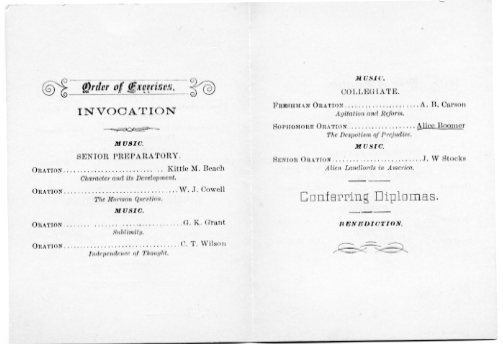 Order of Exercises.
INVOCATION
MUSIC.
SENIOR PREPARATORY.
ORATION..............................Kittie M. Beach
Character and its Development.
ORATION..............................W. J. Cowell
The Mormon Question.
MUSIC.
ORATION..............................G. K. Grant
Sublimity.
ORATION..............................C. T. Wilson
Independence of Thought.
MUSIC.
COLLEGIATE.
FRESHMAN ORATION......................A. B. Carson
Agitation and Reform.
SOPHOMORE ORATION ....................Alice Boomer
The Despotism of Prejudice.
MUSIC.
SENIOR ORATION ........................J. W Stocks
Alien Landlords in America.
Conferring Diplomas.
BENEDICTION.